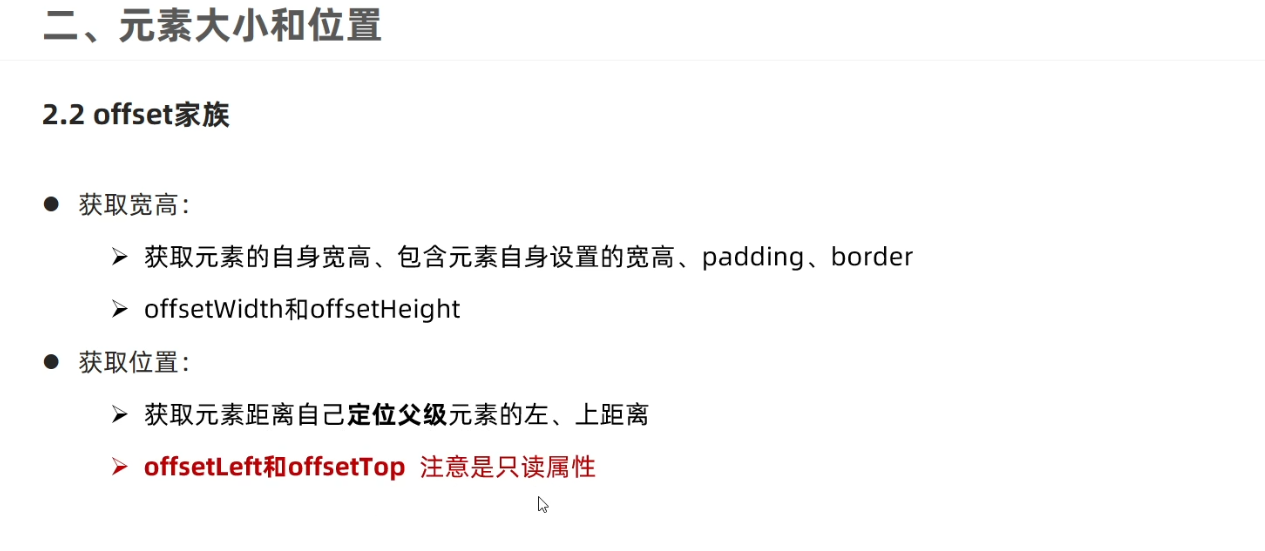 二、元素大小和位置
2.2 offset家族
● 获取宽高：
➢ 获取元素的自身宽高、包含元素自身设置的宽高、padding、border
➢ offsetWidth和offsetHeight
● 获取位置：
➢ 获取元素距离自己定位父级元素的左、上距离
➢ offsetLeft和offsetTop 注意是只读属性